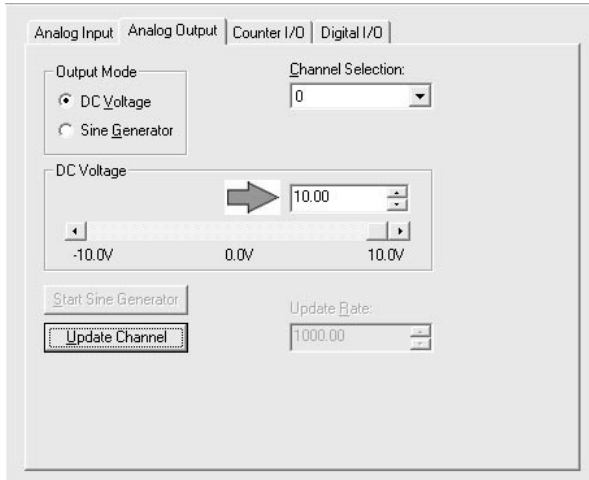 Analog Input Analog Output Counter I/O Digital I/O
Output Mode
DC Voltage
Sine Generator
Channel Selection:
0
DC Voltage
10.00
-10.0V 0.0V 10.0V
Start Sine Generator
Update Channel
Update Rate:
1000.00